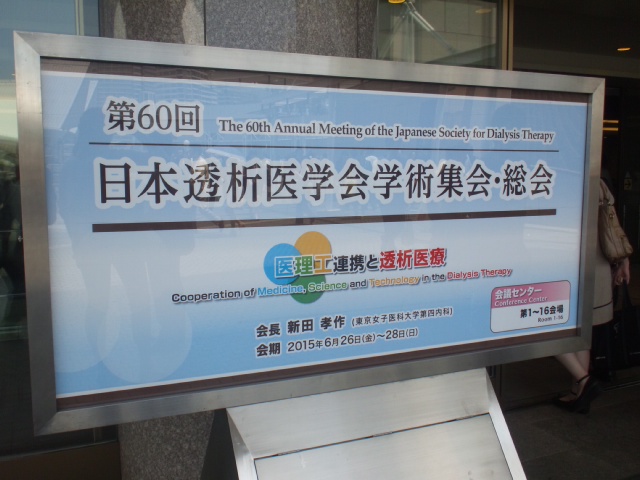 第60回 The 60th Annual Meeting of the Japanese Society for Dialysis Therapy
日本透析医学会学術集会・総会
医理工連携と透析医療
Cooperation of Medicine, Science and Technology in the Dialysis Therapy
会長 新田 孝作 (東京女子医科大学第四内科)
会期 2015年6月26日(金)～28日(日)
会議センター
Conference Center
第1～16会場
Room 1-16